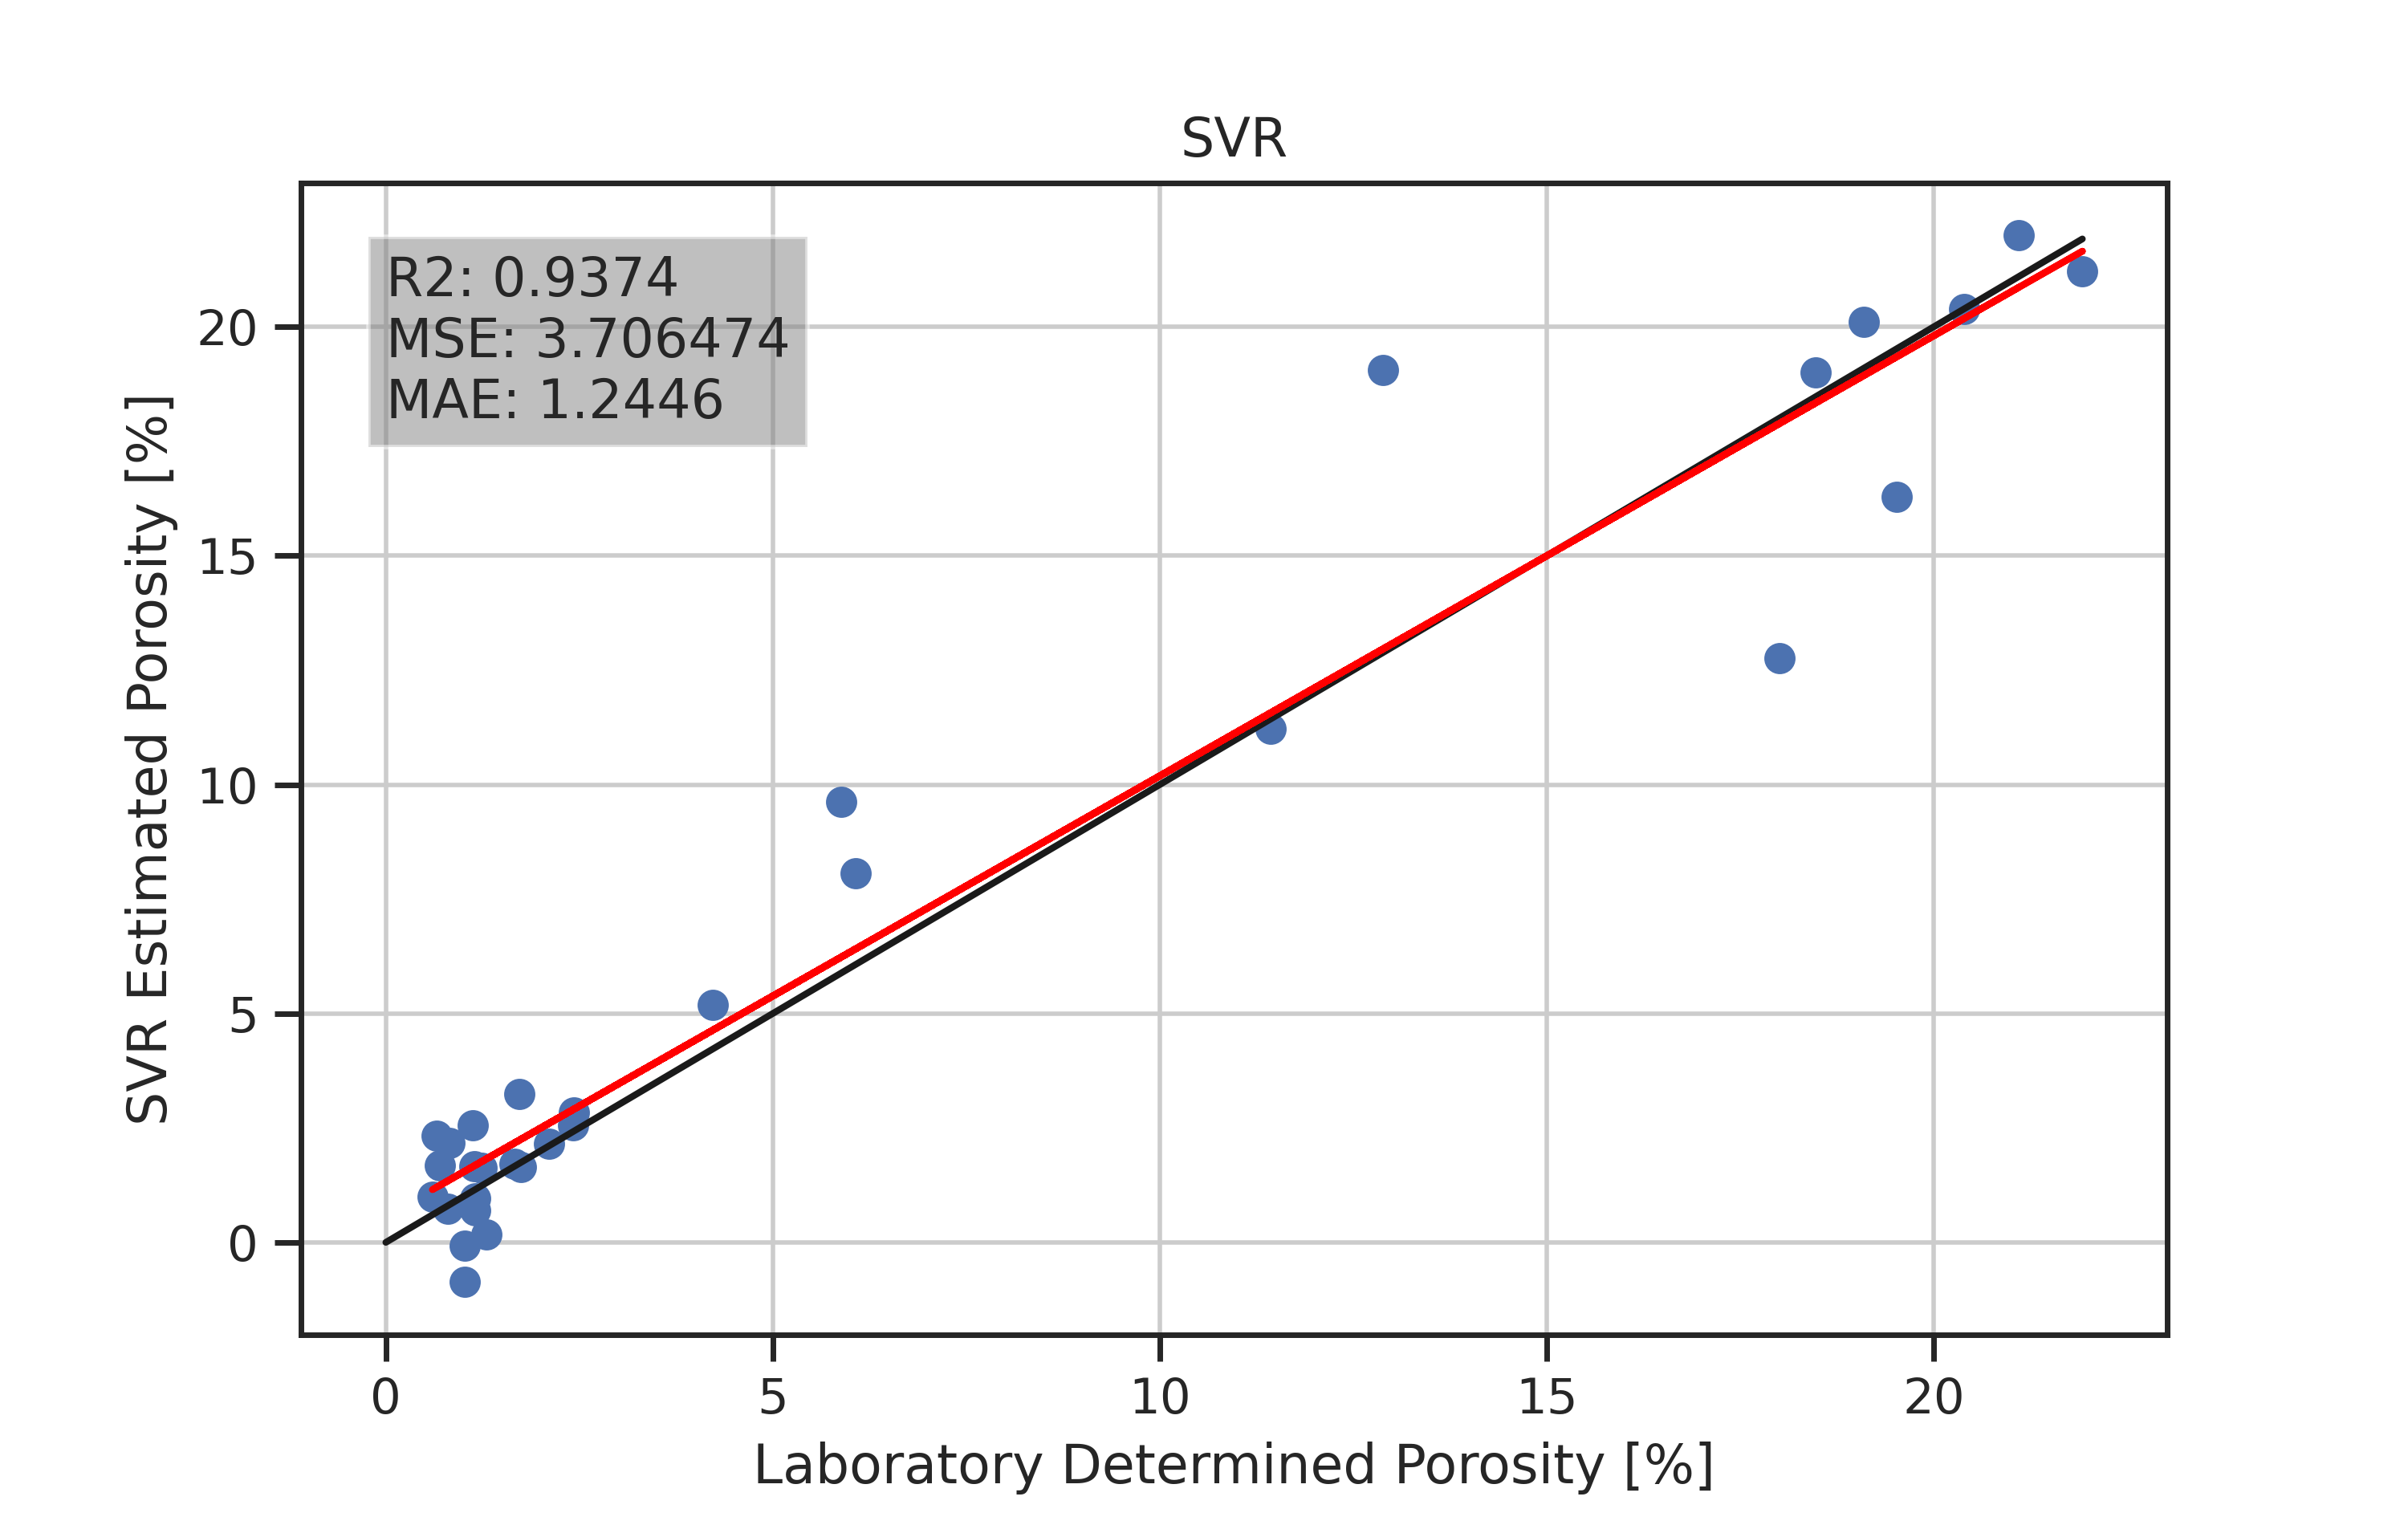 SVR
R2: 0.9374
MSE: 3.706474
MAE: 1.2446
SVR Estimated Porosity [%]
20
15
10
5
0
0 5 10 15 20
Laboratory Determined Porosity [%]